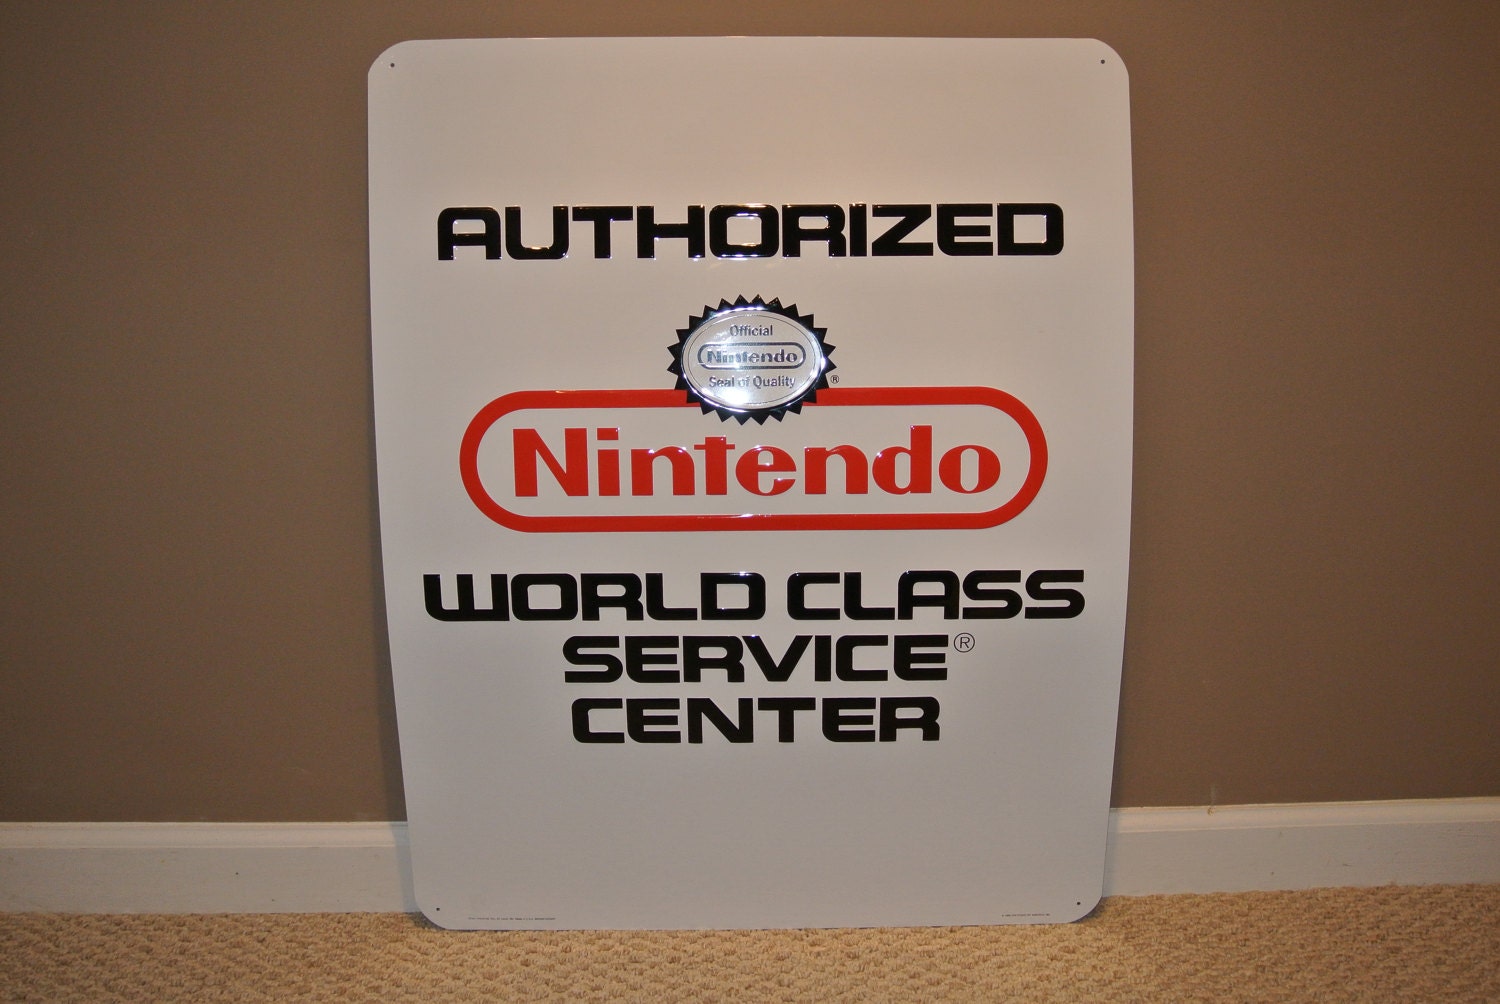 AUTHORIZED
Official
Nintendo
Seal of Quality
®
Nintendo
WORLD CLASS
SERVICE®
CENTER